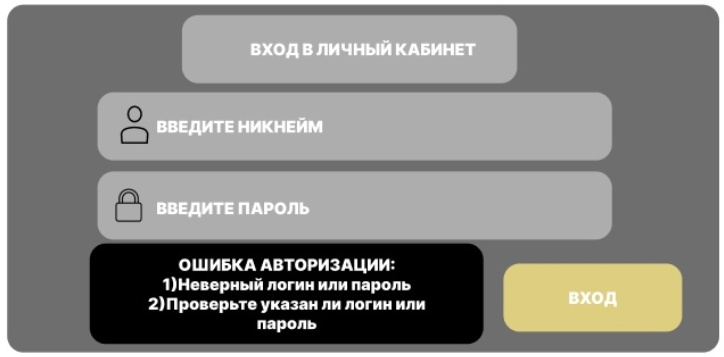 ВХОД В ЛИЧНЫЙ КАБИНЕТ
ВВЕДИТЕ НИКНЕЙМ
ВВЕДИТЕ ПАРОЛЬ
ОШИБКА АВТОРИЗАЦИИ:
1)Неверный логин или пароль
2)Проверьте указан ли логин или
пароль
ВХОД